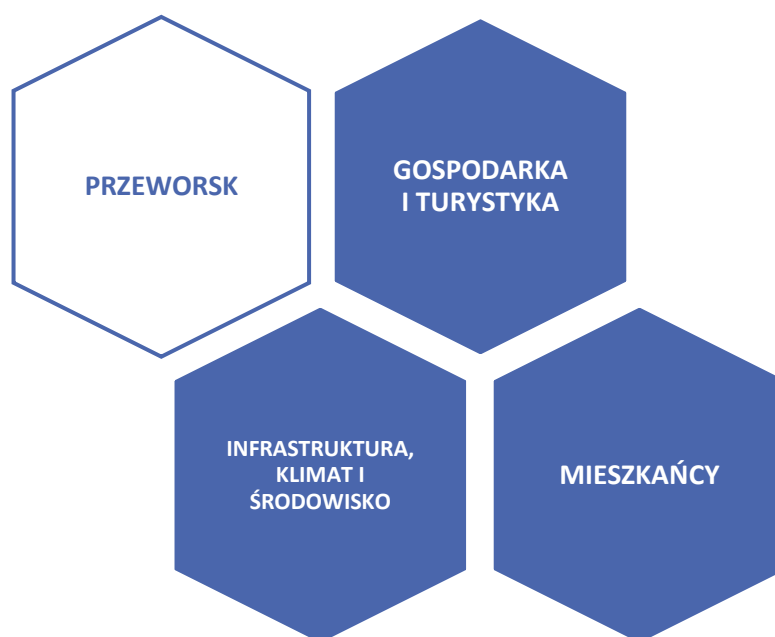 PRZEWORSK
GOSPODARKA
I TURYSTYKA
INFRASTRUKTURA,
KLIMAT I
ŚRODOWISKO
MIESZKAŃCY